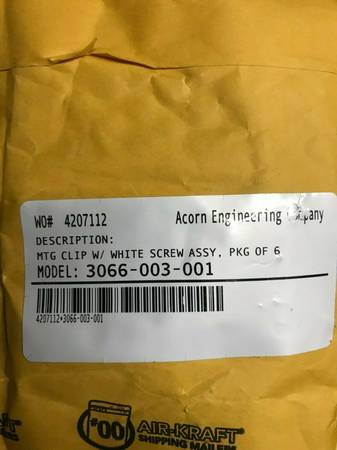 WO# 4207112 Acorn Engineering Company
DESCRIPTION:
MTG CLIP W/ WHITE SCREW ASSY, PKG OF 6
MODEL: 3066-003-001
4207112*3066-003-001
#00
AIR-KRAFT®
SHIPPING MAILERS